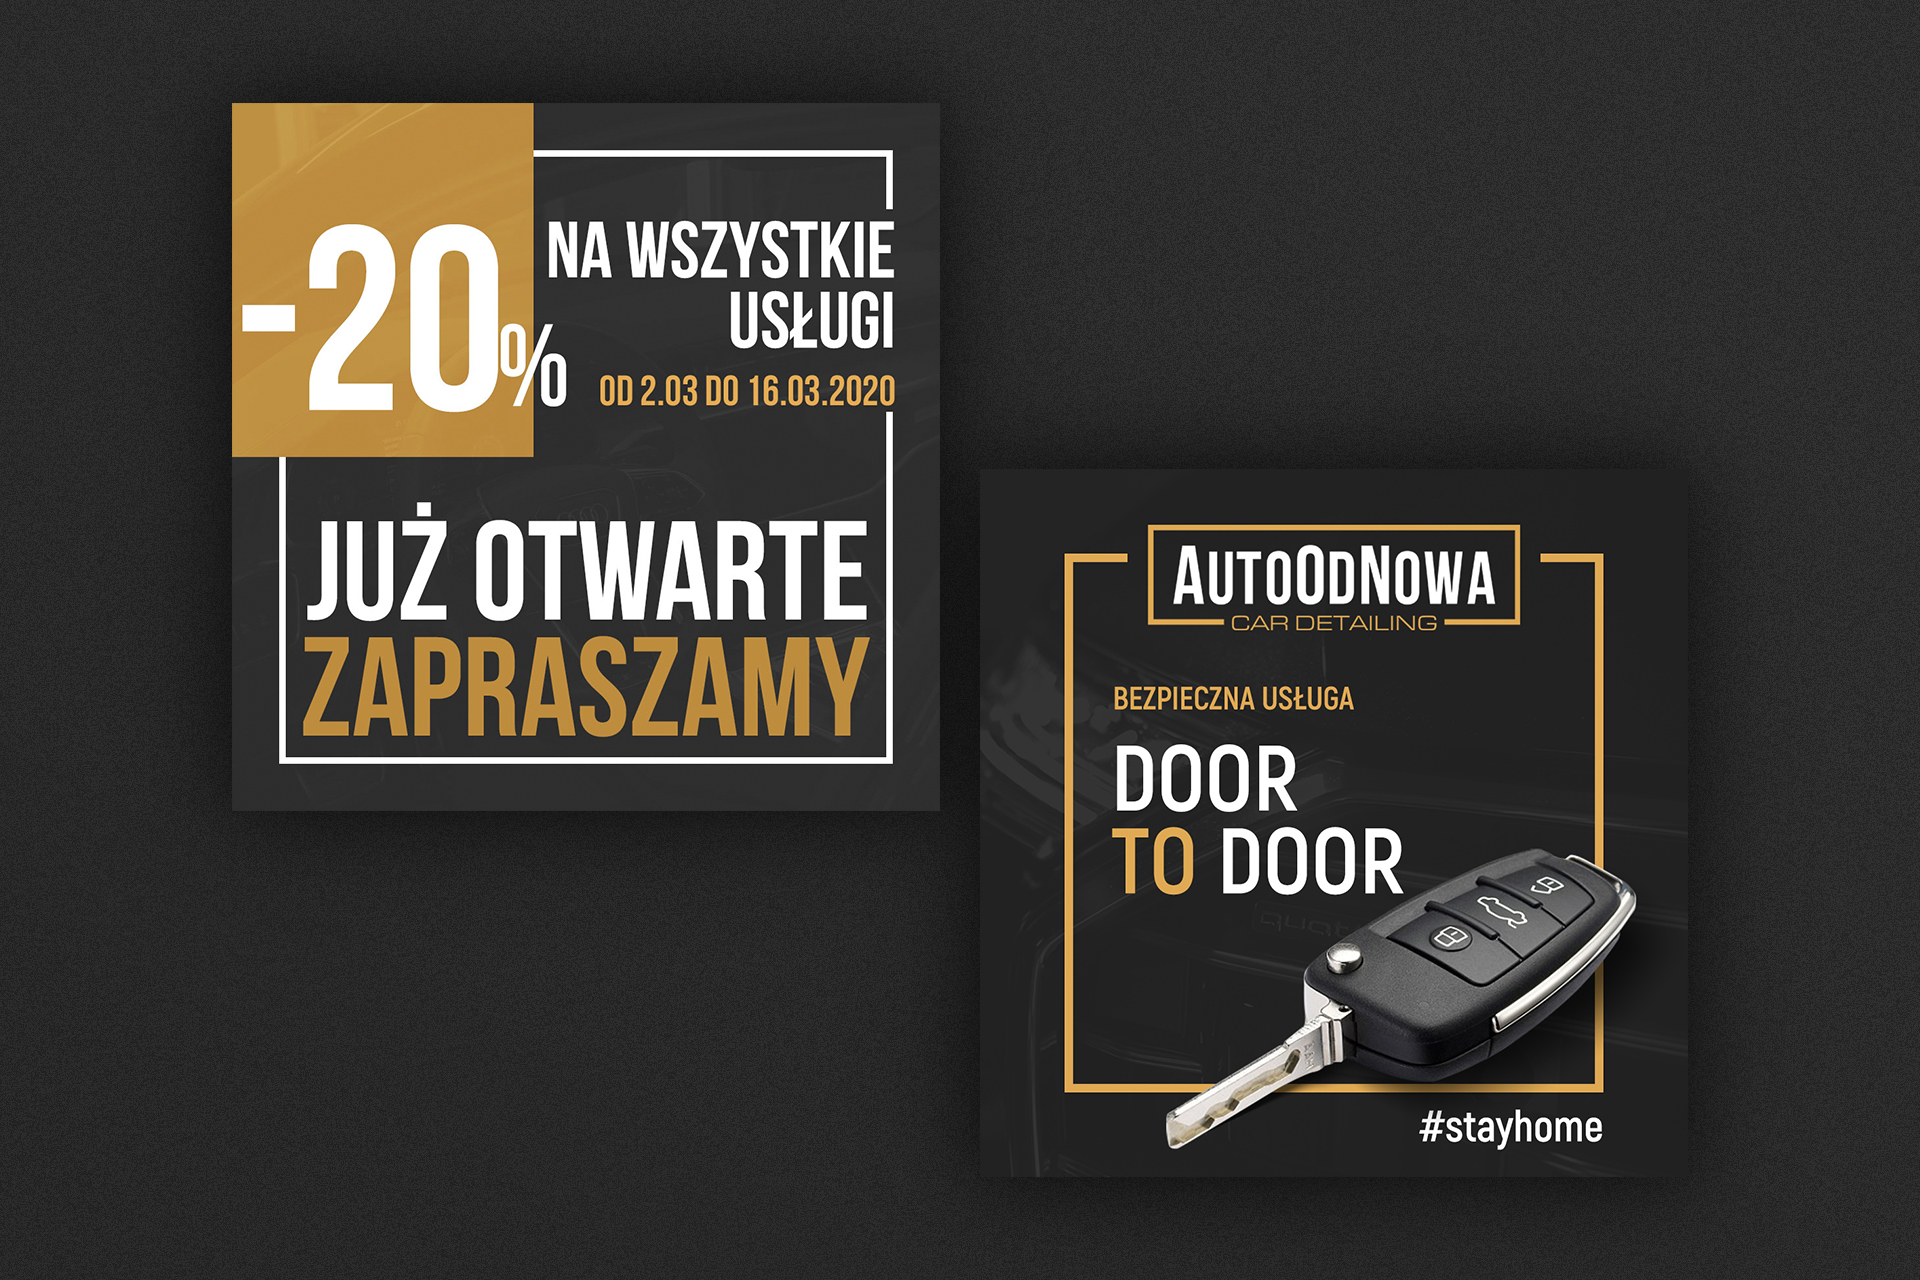 -20%
NA WSZYSTKIE
USŁUGI
OD 2.03 DO 16.03.2020
JUŻ OTWARTE
ZAPRASZAMY
AUTOODNOWA
CAR DETAILING
BEZPIECZNA USŁUGA
DOOR
TO DOOR
#stayhome